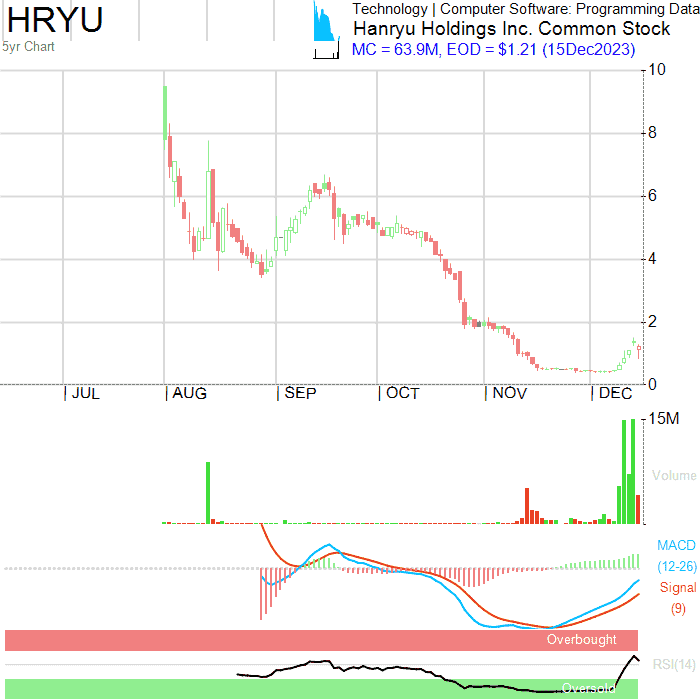 HRYU
5yr Chart
Technology | Computer Software: Programming Data
Hanryu Holdings Inc. Common Stock
MC = 63.9M, EOD = $1.21 (15Dec2023)
10
8
6
4
2
0
| JUL | AUG | SEP | OCT | NOV | DEC
15M
Volume
MACD
(12-26)
Signal
(9)
Overbought
RSI(14)
Oversold